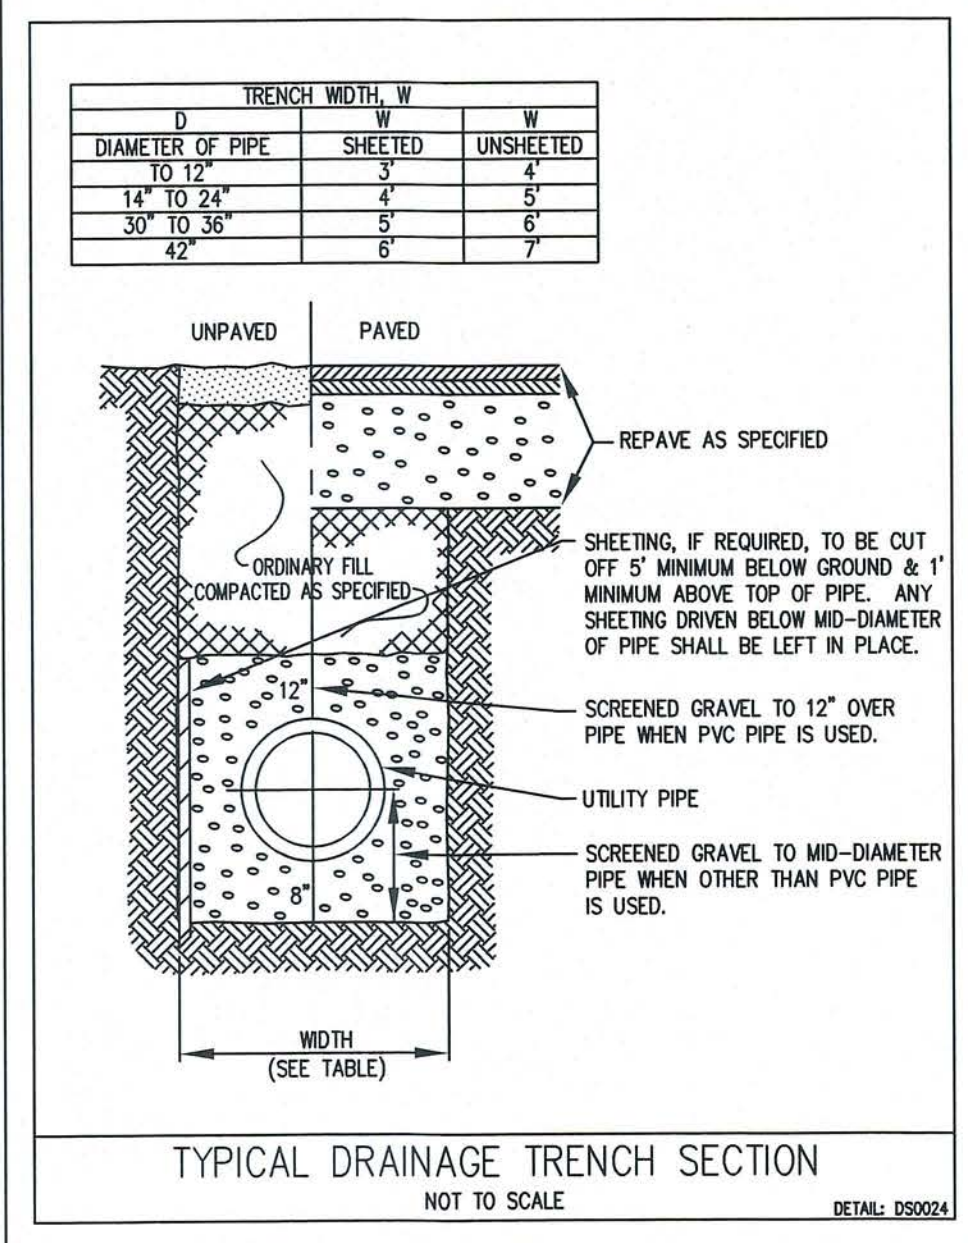 TRENCH WIDTH, W
D W W
DIAMETER OF PIPE SHEETED UNSHEETED
TO 12" 3' 4'
14" TO 24" 4' 5'
30" TO 36" 5' 6'
42" 6' 7'
UNPAVED PAVED
REPAVE AS SPECIFIED
ORDINARY FILL
COMPACTED AS SPECIFIED
SHEETING, IF REQUIRED, TO BE CUT
OFF 5' MINIMUM BELOW GROUND & 1'
MINIMUM ABOVE TOP OF PIPE. ANY
SHEETING DRIVEN BELOW MID-DIAMETER
OF PIPE SHALL BE LEFT IN PLACE.
12"
SCREENED GRAVEL TO 12" OVER
PIPE WHEN PVC PIPE IS USED.
UTILITY PIPE
SCREENED GRAVEL TO MID-DIAMETER
PIPE WHEN OTHER THAN PVC PIPE
IS USED.
8"
WIDTH
(SEE TABLE)
TYPICAL DRAINAGE TRENCH SECTION
NOT TO SCALE
DETAIL: DS0024